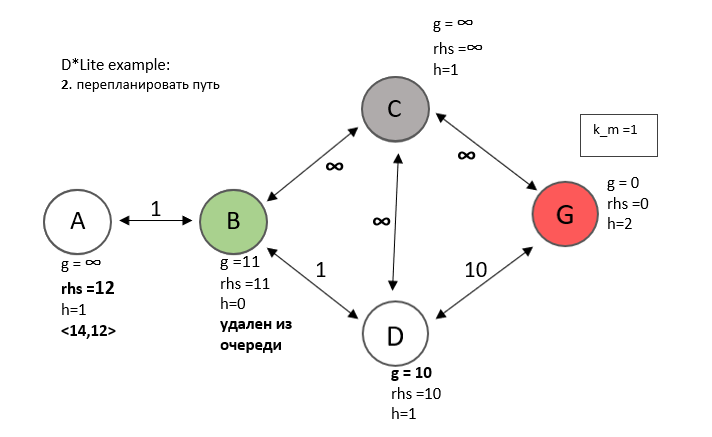 D*Lite example:
2. перепланировать путь
g = ∞
rhs =∞
h=1
C
k_m =1
∞
∞
g = 0
rhs =0
h=2
G
A
1
B
∞
g = ∞
rhs =12
h=1
<14,12>
g =11
rhs =11
h=0
удален из
очереди
1
10
D
g = 10
rhs =10
h=1